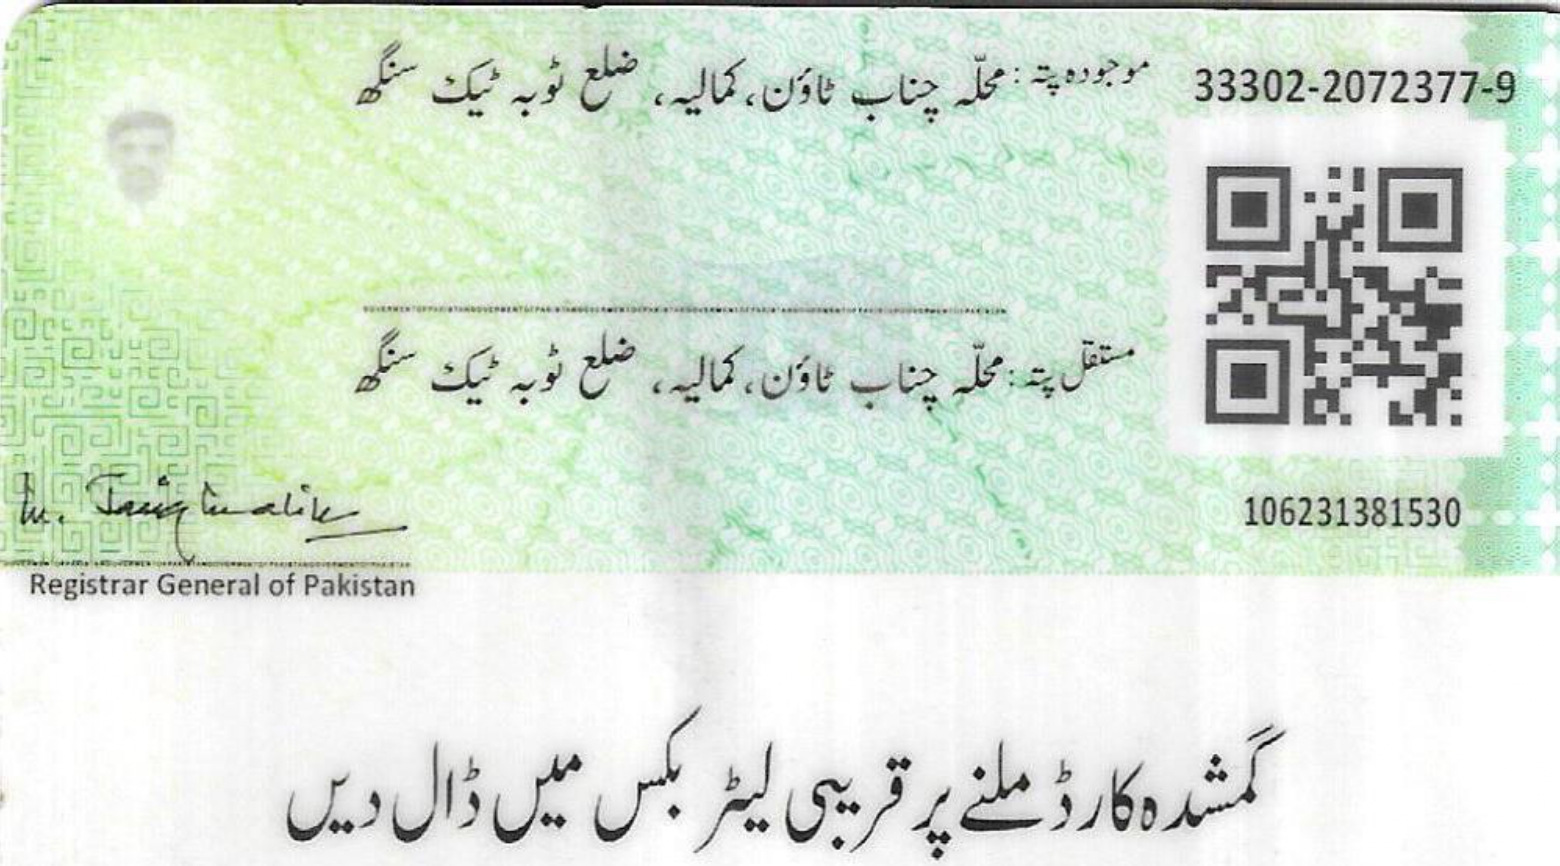 33302-2072377-9
موجودہ پتہ: محلّہ چناب ٹاؤن، کمالیہ، ضلع ٹوبہ ٹیک سنگھ
مستقل پتہ: محلّہ چناب ٹاؤن، کمالیہ، ضلع ٹوبہ ٹیک سنگھ
106231381530
Registrar General of Pakistan
گمشدہ کارڈ ملنے پر قریبی لیٹر بکس میں ڈال دیں